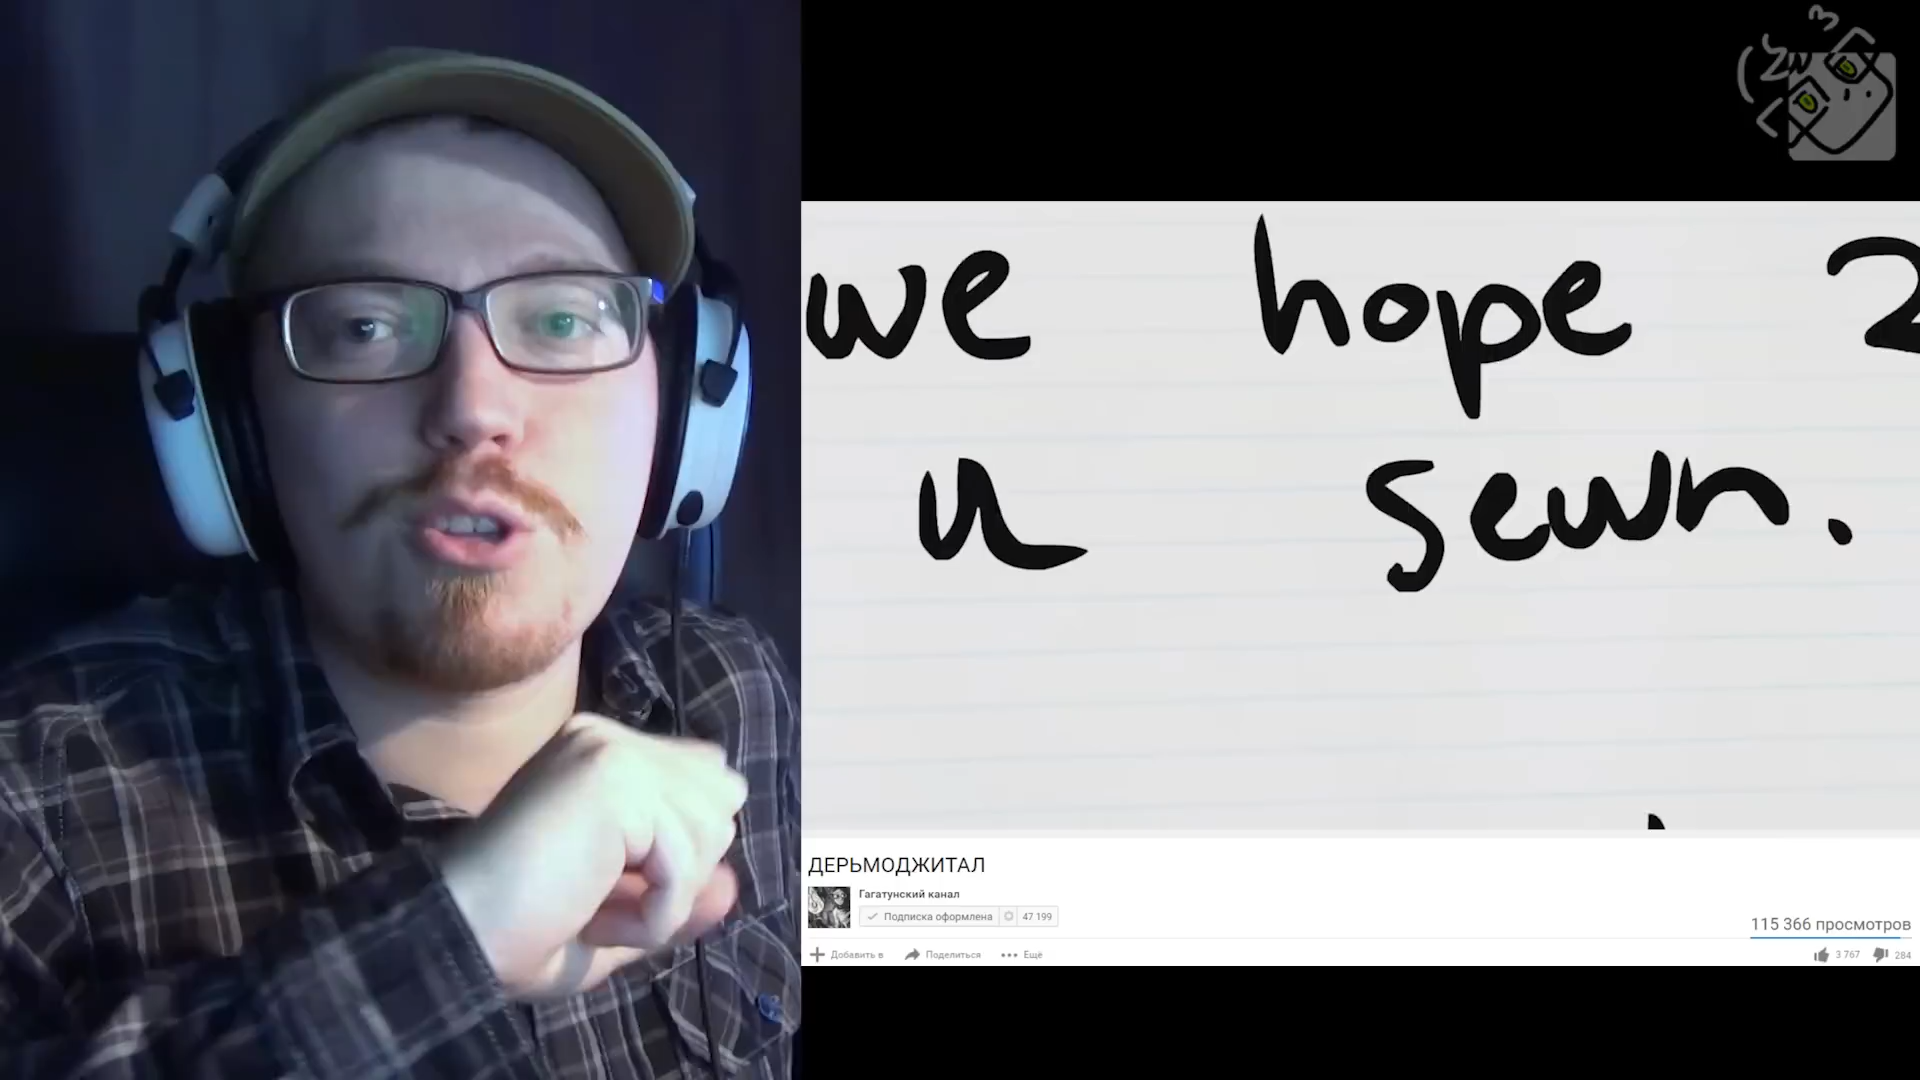 we hope 2
u sewn.
ДЕРЬМОДЖИТАЛ
Гагатунский канал
Подписка оформлена 47 199
115 366 просмотров
Добавить в Поделиться Ещё
3 767 284